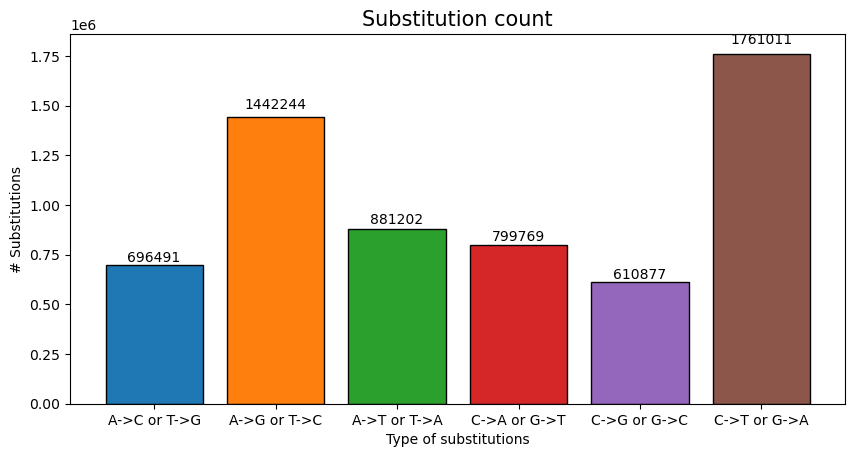 Substitution count
1e6
1.75
1.50
1.25
1.00
0.75
0.50
0.25
0.00
# Substitutions
696491
1442244
881202
799769
610877
1761011
A->C or T->G
A->G or T->C
A->T or T->A
C->A or G->T
C->G or G->C
C->T or G->A
Type of substitutions